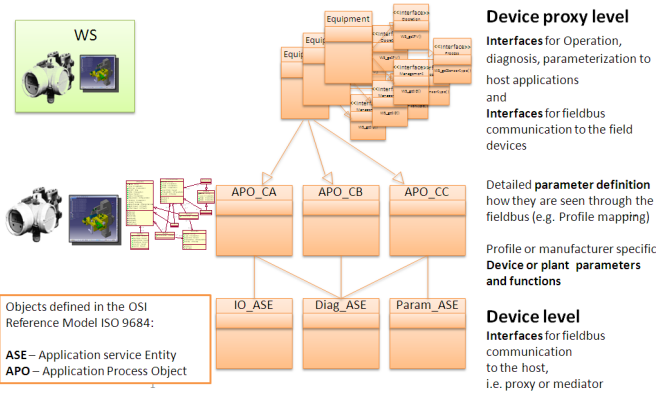 WS
Equipment
Equip
Equip
<<Interface>>
<<Interface>>
APO_CA
APO_CB
APO_CC
IO_ASE
Diag_ASE
Param_ASE
Objects defined in the OSI
Reference Model ISO 9684:
ASE – Application service Entity
APO – Application Process Object
Device proxy level
Interfaces for Operation,
diagnosis, parameterization to
host applications
and
Interfaces for fieldbus
communication to the field
devices
Detailed parameter definition
how they are seen through the
fieldbus (e.g. Profile mapping)
Profile or manufacturer specific
Device or plant parameters
and functions
Device level
Interfaces for fieldbus
communication
to the host,
i.e. proxy or mediator